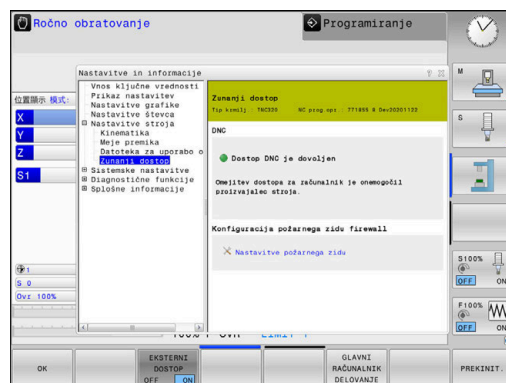 Ročno obratovanje
Programiranje
Nastavitve in informacije
Vnos ključne vrednosti
Prikaz nastavitev
Nastavitve grafike
Nastavitve števca
Nastavitve stroja
Kinematika
Meje premika
Datoteka za uporabo o
Zunanji dostop
Sistemske nastavitve
Diagnostične funkcije
Splošne informacije
Zunanji dostop
Tip krmilj.: TNC320 NC prog.opr.: 771855 8 Dev20201122
DNC
Dostop DNC je dovoljen
Omejitev dostopa za računalnik je onemogočil
proizvajalec stroja.
Konfiguracija požarnega zidu firewall
Nastavitve požarnega zidu
位置顯示 模式:
X
Y
Z
S1
1
S 0
Ovr 100%
M
S
S100%
OFF ON
F100%
OFF ON
OK
EKSTERNI
DOSTOP
OFF ON
GLAVNI
RAČUNALNIK
DELOVANJE
PREKINIT.